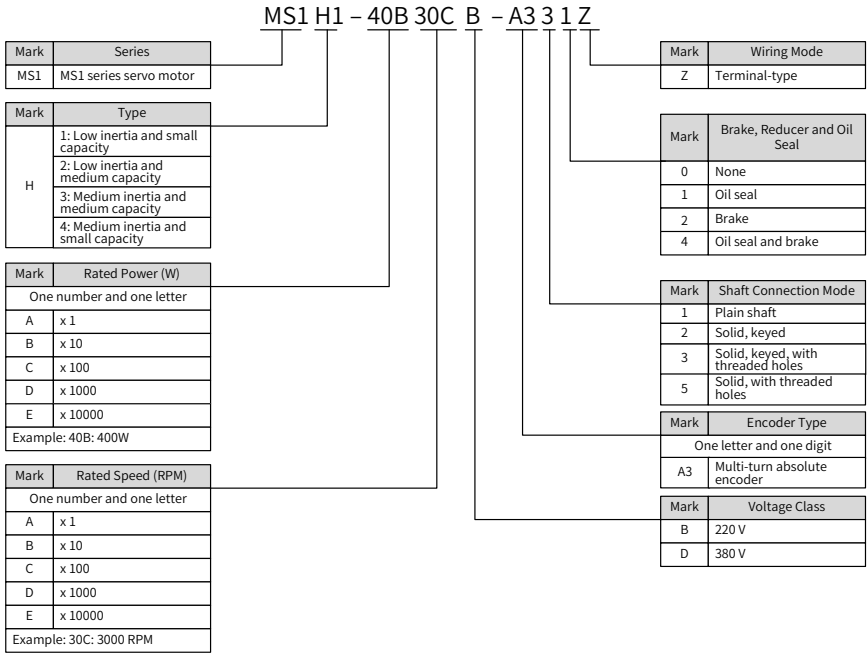 MS1 H1 – 40B 30C B – A3 3 1 Z
Mark Series
MS1 MS1 series servo motor
Mark Type
H
1: Low inertia and small
capacity
2: Low inertia and
medium capacity
3: Medium inertia and
medium capacity
4: Medium inertia and
small capacity
Mark Rated Power (W)
One number and one letter
A x 1
B x 10
C x 100
D x 1000
E x 10000
Example: 40B: 400W
Mark Rated Speed (RPM)
One number and one letter
A x 1
B x 10
C x 100
D x 1000
E x 10000
Example: 30C: 3000 RPM
Mark Wiring Mode
Z Terminal-type
Mark Brake, Reducer and Oil
Seal
0 None
1 Oil seal
2 Brake
4 Oil seal and brake
Mark Shaft Connection Mode
1 Plain shaft
2 Solid, keyed
3 Solid, keyed, with
threaded holes
5 Solid, with threaded
holes
Mark Encoder Type
One letter and one digit
A3 Multi-turn absolute
encoder
Mark Voltage Class
B 220 V
D 380 V